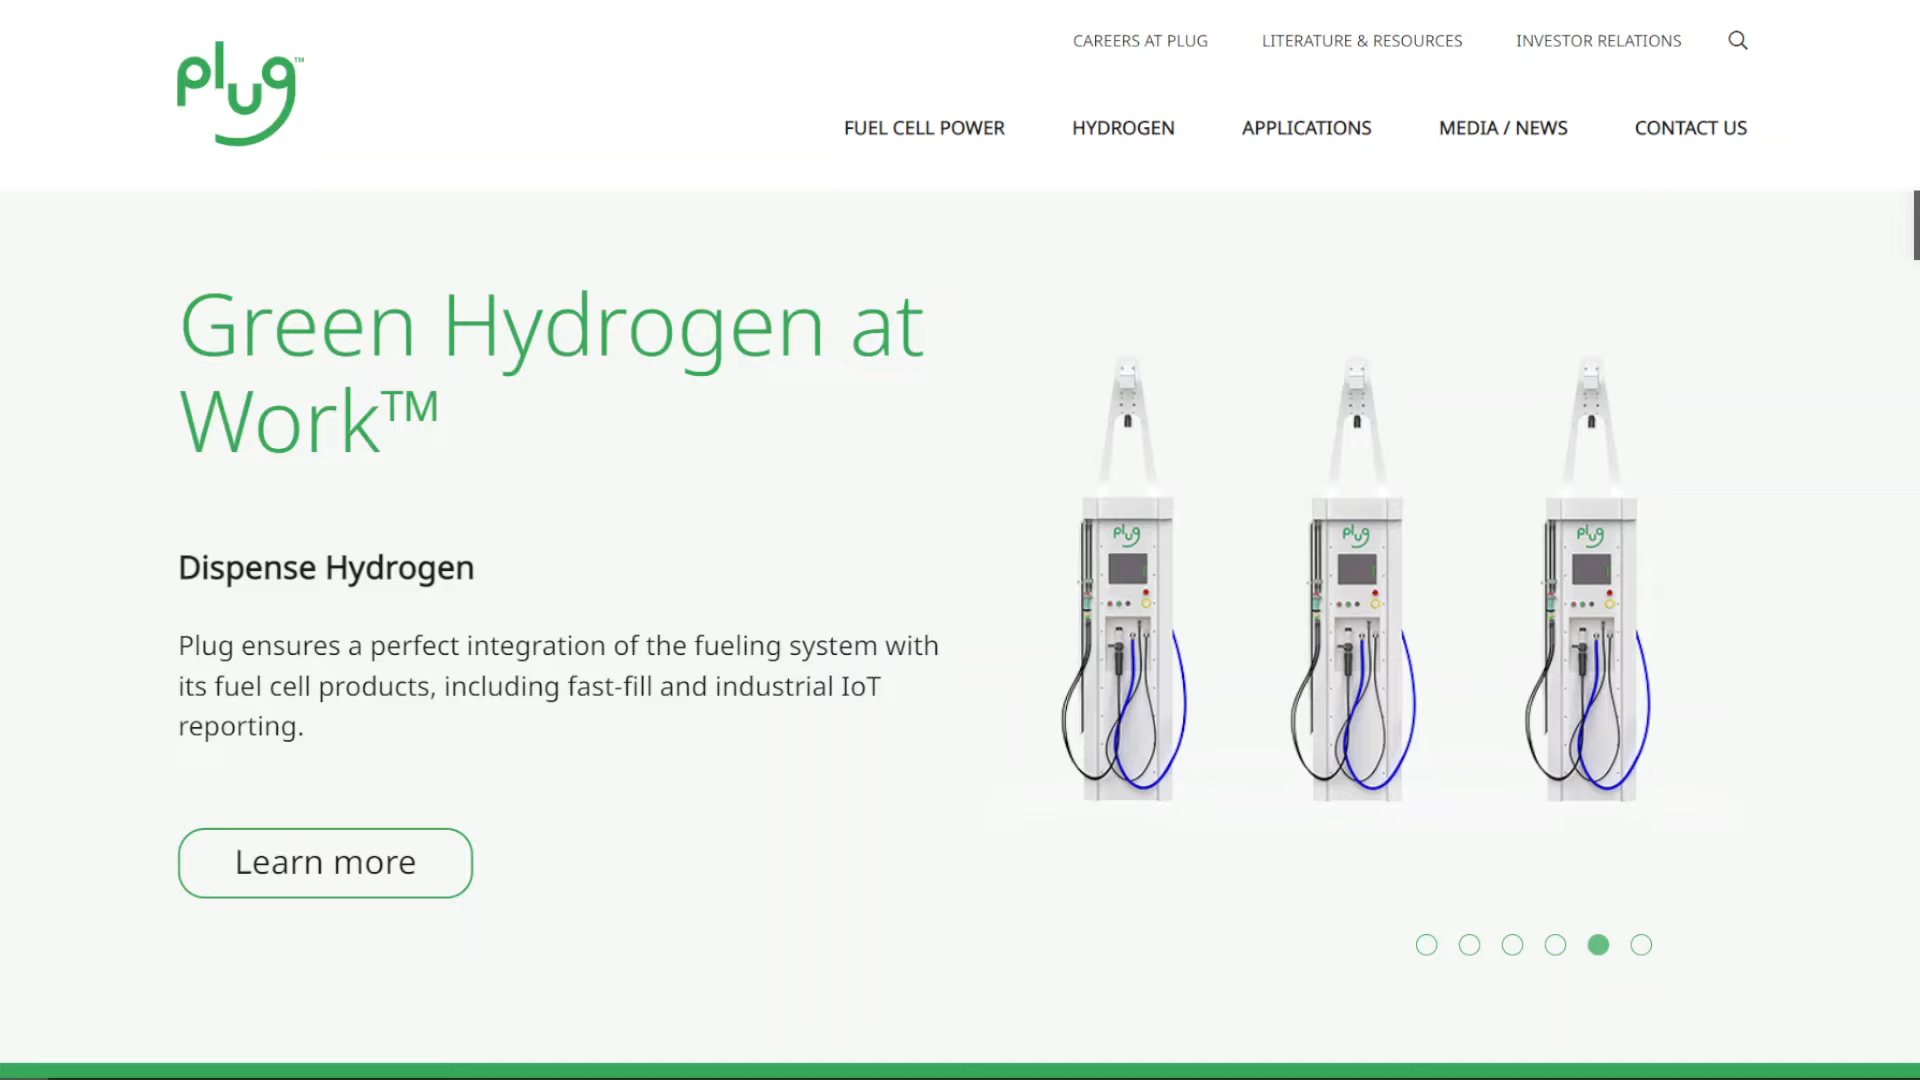 plug™
CAREERS AT PLUG
LITERATURE & RESOURCES
INVESTOR RELATIONS
FUEL CELL POWER
HYDROGEN
APPLICATIONS
MEDIA / NEWS
CONTACT US
Green Hydrogen at
Work™
Dispense Hydrogen
Plug ensures a perfect integration of the fueling system with
its fuel cell products, including fast-fill and industrial IoT
reporting.
Learn more
plug
plug
plug